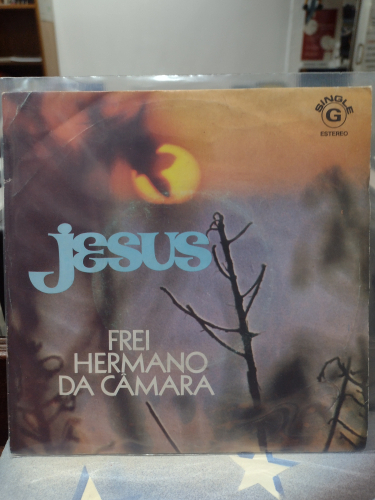 SINGLE
G
ESTEREO
jesus
FREI
HERMANO
DA CÂMARA